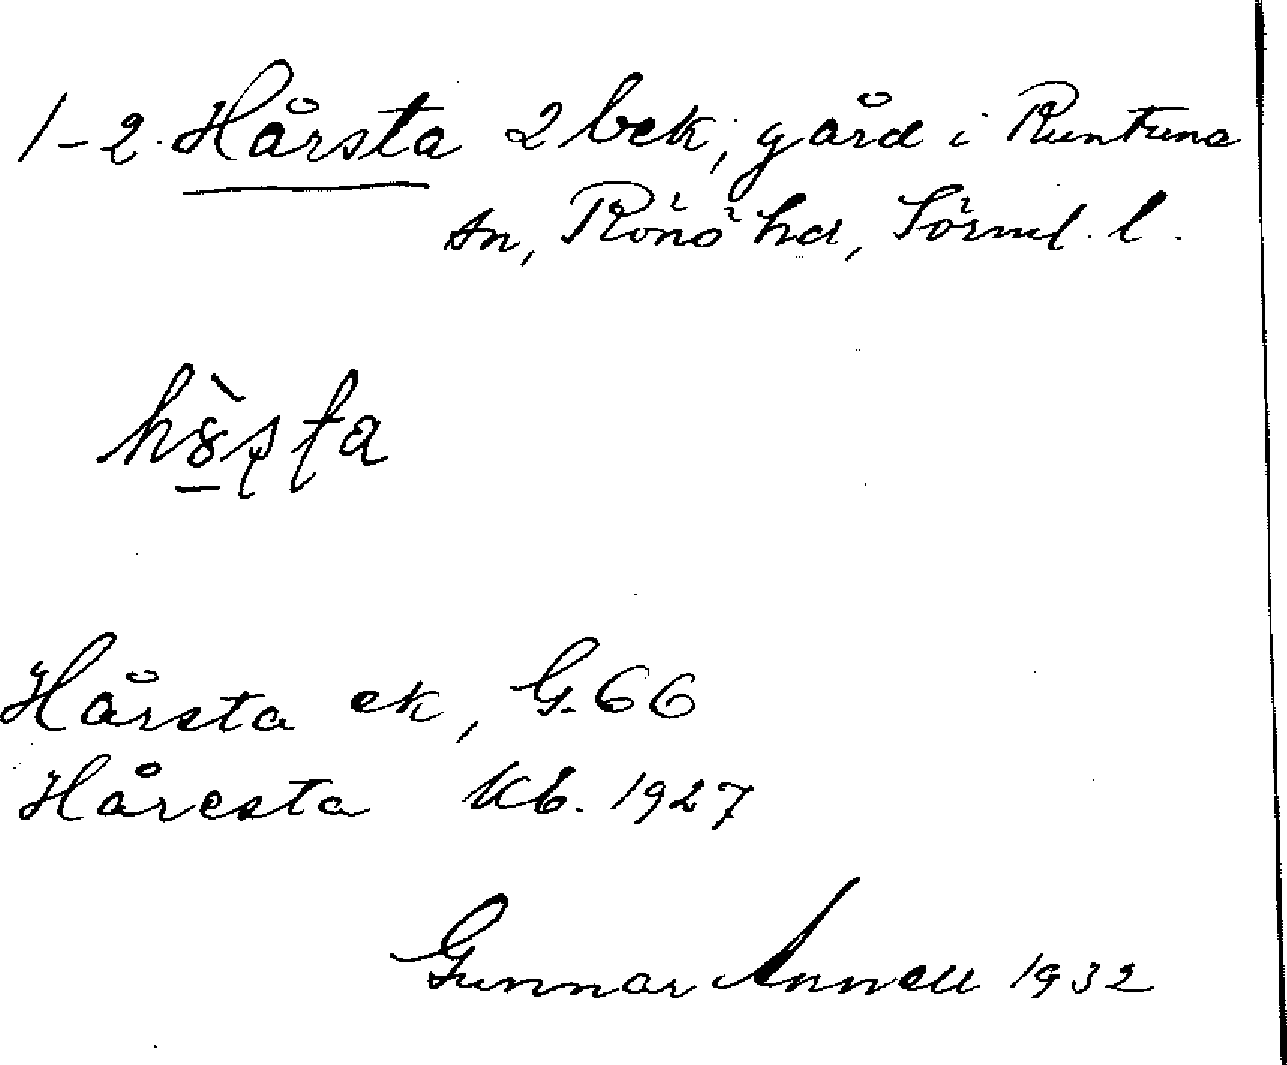 1-2. Hårsta 2 bek, gård i Runtuna
sn, Rönö hd, Sörml. l.
Hårsta ek, G. 66
Håresta kb. 1927
Gunnar Annell 1932